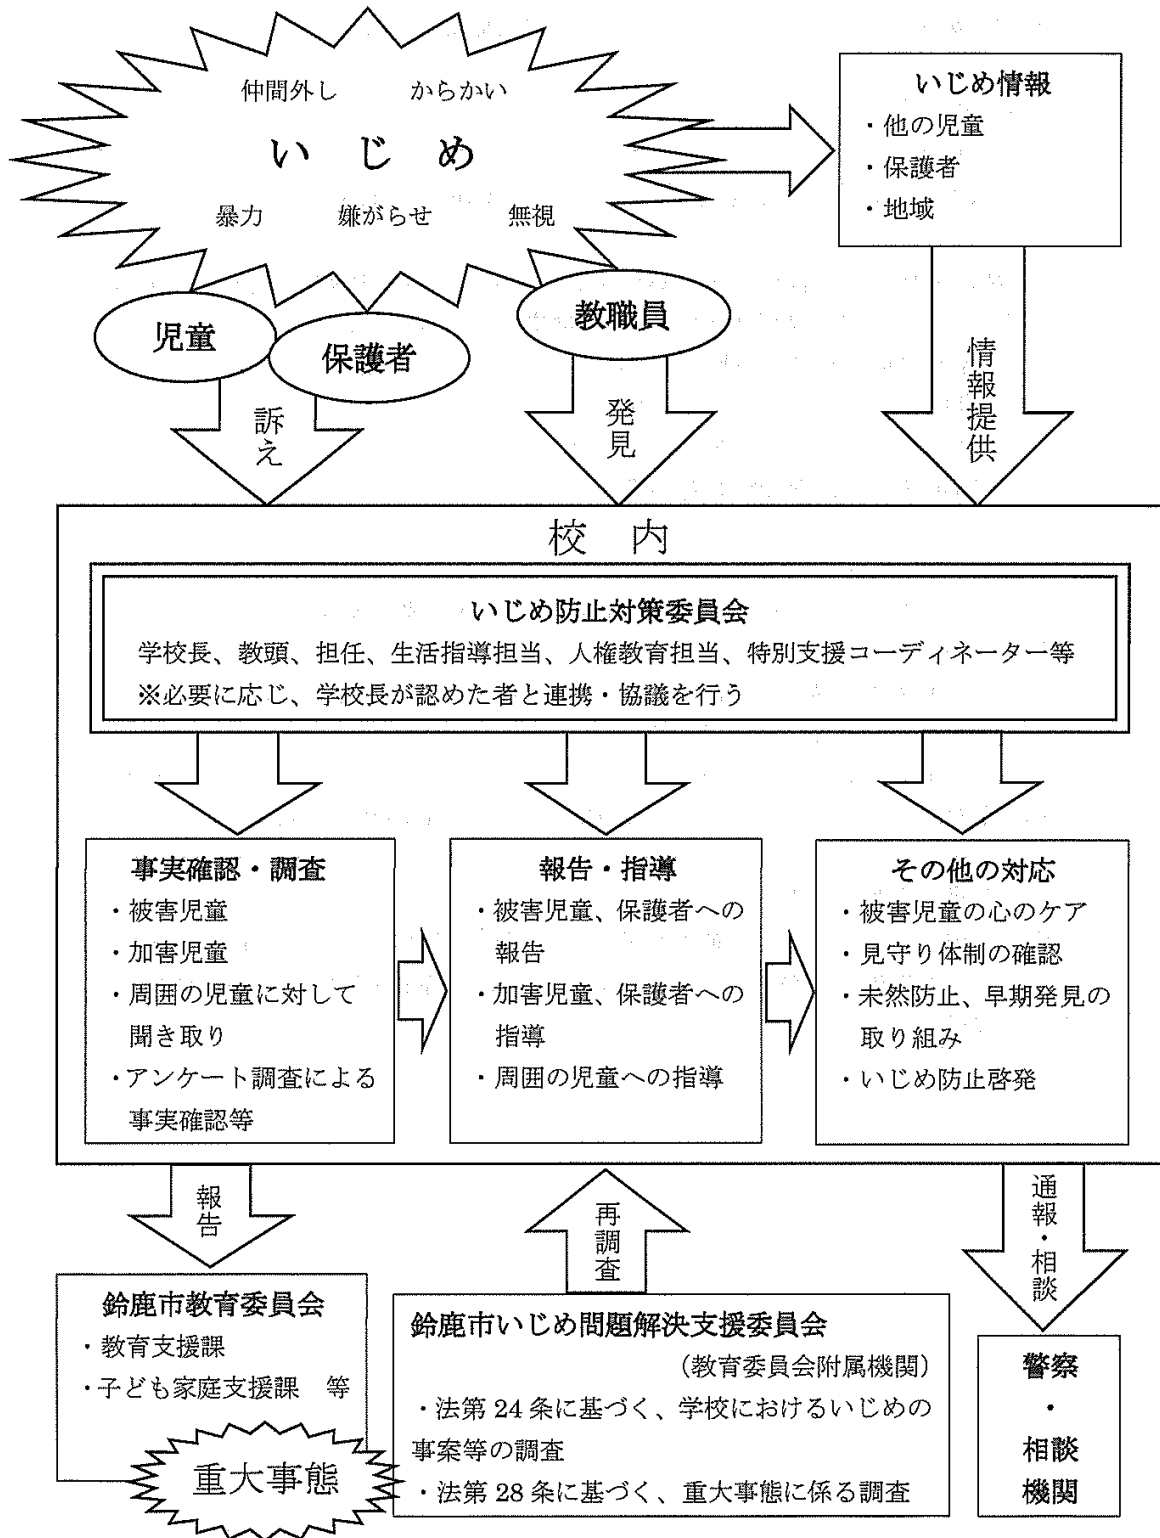 仲間外し からかい
いじめ
暴力 嫌がらせ 無視
いじめ情報
・他の児童
・保護者
・地域
児童
保護者
教職員
訴え
発見
情報提供
校内
いじめ防止対策委員会
学校長、教頭、担任、生活指導担当、人権教育担当、特別支援コーディネーター等
※必要に応じ、学校長が認めた者と連携・協議を行う
事実確認・調査
・被害児童
・加害児童
・周囲の児童に対して
聞き取り
・アンケート調査による
事実確認等
報告・指導
・被害児童、保護者への
報告
・加害児童、保護者への
指導
・周囲の児童への指導
その他の対応
・被害児童の心のケア
・見守り体制の確認
・未然防止、早期発見の
取り組み
・いじめ防止啓発
報告
再調査
通報・相談
鈴鹿市教育委員会
・教育支援課
・子ども家庭支援課 等
重大事態
鈴鹿市いじめ問題解決支援委員会
（教育委員会附属機関）
・法第24条に基づく、学校におけるいじめの
事案等の調査
・法第28条に基づく、重大事態に係る調査
警察
・
相談
機関